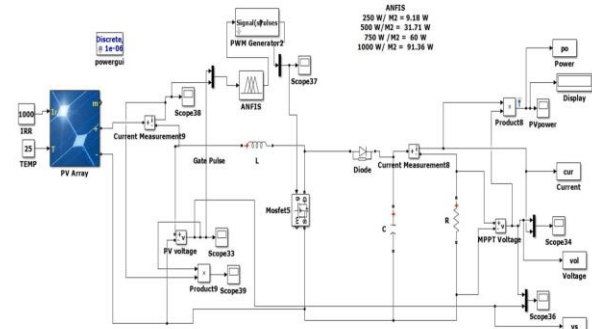 ANFIS
250 W/ M2 = 9.18 W
500 W/ M2 = 31.71 W
750 W /M2 = 60 W
1000 W/ M2 = 91.36 W
Discrete,
1e-06
powergui
Signal(s)Pulses
PWM Generator2
Scope37
ANFIS
Scope38
1000
IRR
25
TEMP
PV Array
m
+
-
Current Measurement9
Gate Pulse
L
Mosfet5
Diode
Current Measurement8
C
R
PV voltage
Scope33
Product9
Scope39
po
Power
Display
Product8
PVpower
cur
Current
MPPT Voltage
Scope34
vol
Voltage
Scope36
vs